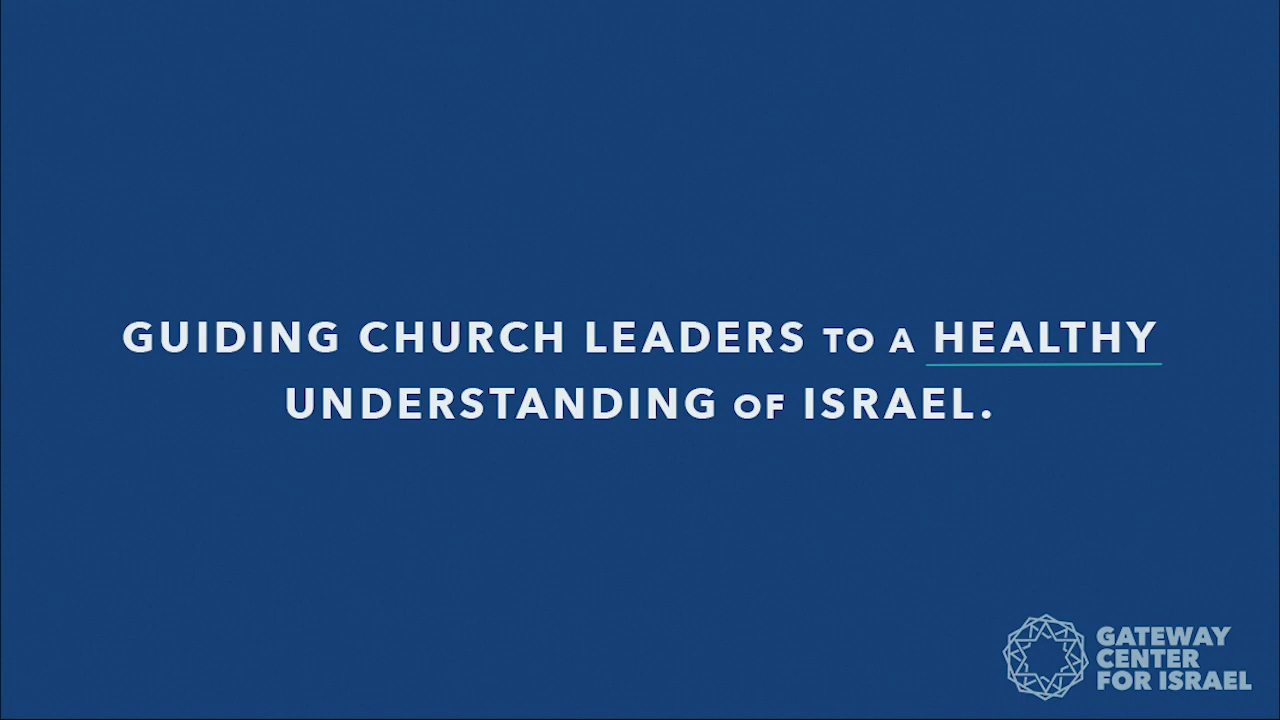 GUIDING CHURCH LEADERS TO A HEALTHY
UNDERSTANDING OF ISRAEL.
GATEWAY
CENTER
FOR ISRAEL